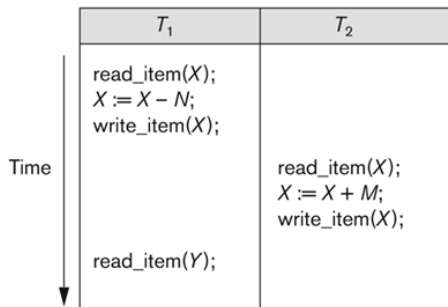 T1 T2
read_item(X);
X := X – N;
write_item(X);
Time
read_item(X);
X := X + M;
write_item(X);
read_item(Y);